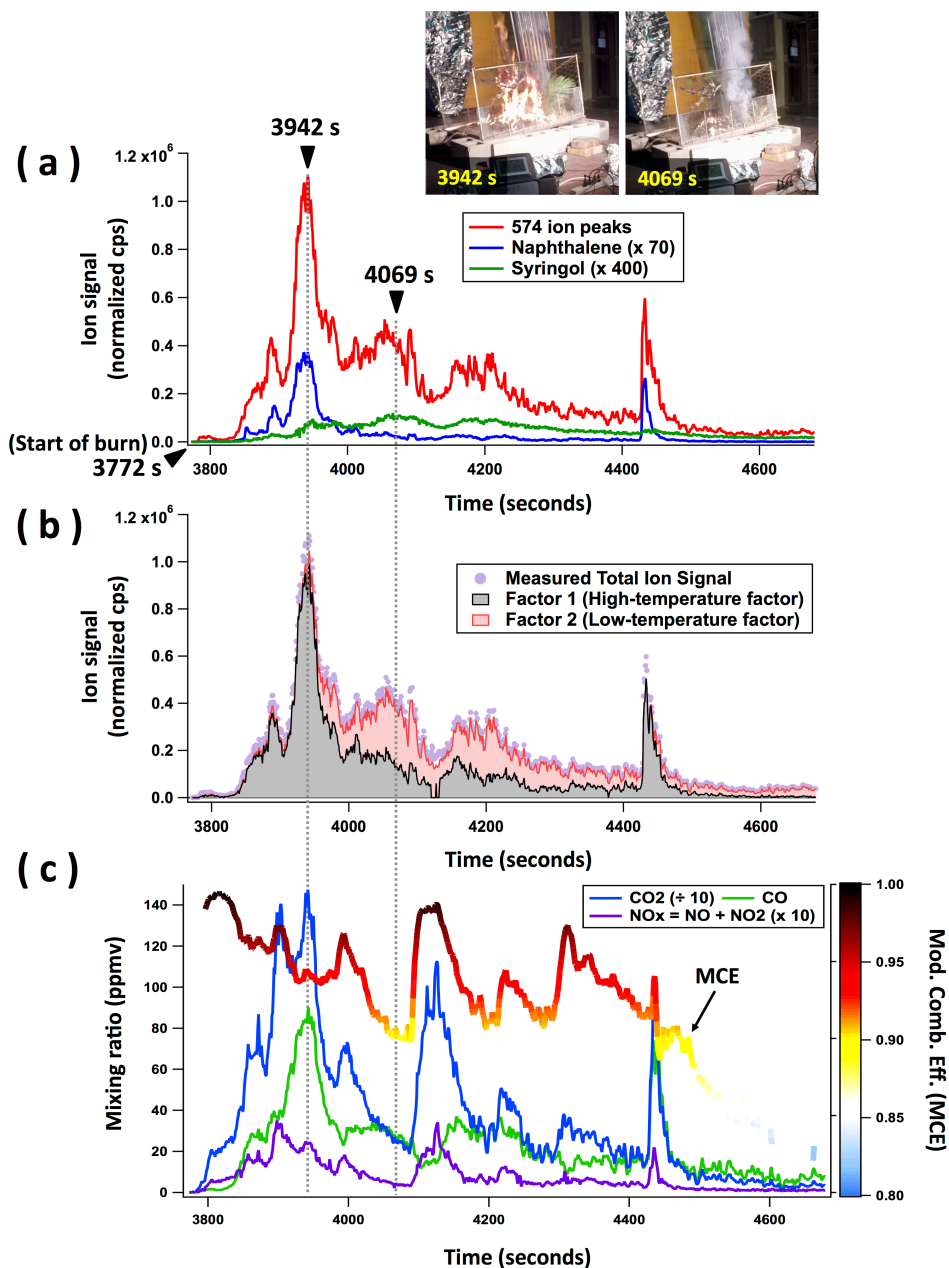 3942 s
4069 s
( a )
3942 s
1.2 x10⁶
1.0
0.8
0.6
0.4
0.2
0.0
Ion signal
(normalized cps)
574 ion peaks
Naphthalene (x 70)
Syringol (x 400)
4069 s
(Start of burn)
3772 s
3800
4000
4200
4400
4600
Time (seconds)
( b )
1.2 x10⁶
1.0
0.8
0.6
0.4
0.2
0.0
Ion signal
(normalized cps)
Measured Total Ion Signal
Factor 1 (High-temperature factor)
Factor 2 (Low-temperature factor)
3800
4000
4200
4400
4600
Time (seconds)
( c )
140
120
100
80
60
40
20
0
Mixing ratio (ppmv)
CO2 (÷ 10) CO
NOx = NO + NO2 (x 10)
MCE
1.00
0.95
0.90
0.85
0.80
Mod. Comb. Eff. (MCE)
3800
4000
4200
4400
4600
Time (seconds)